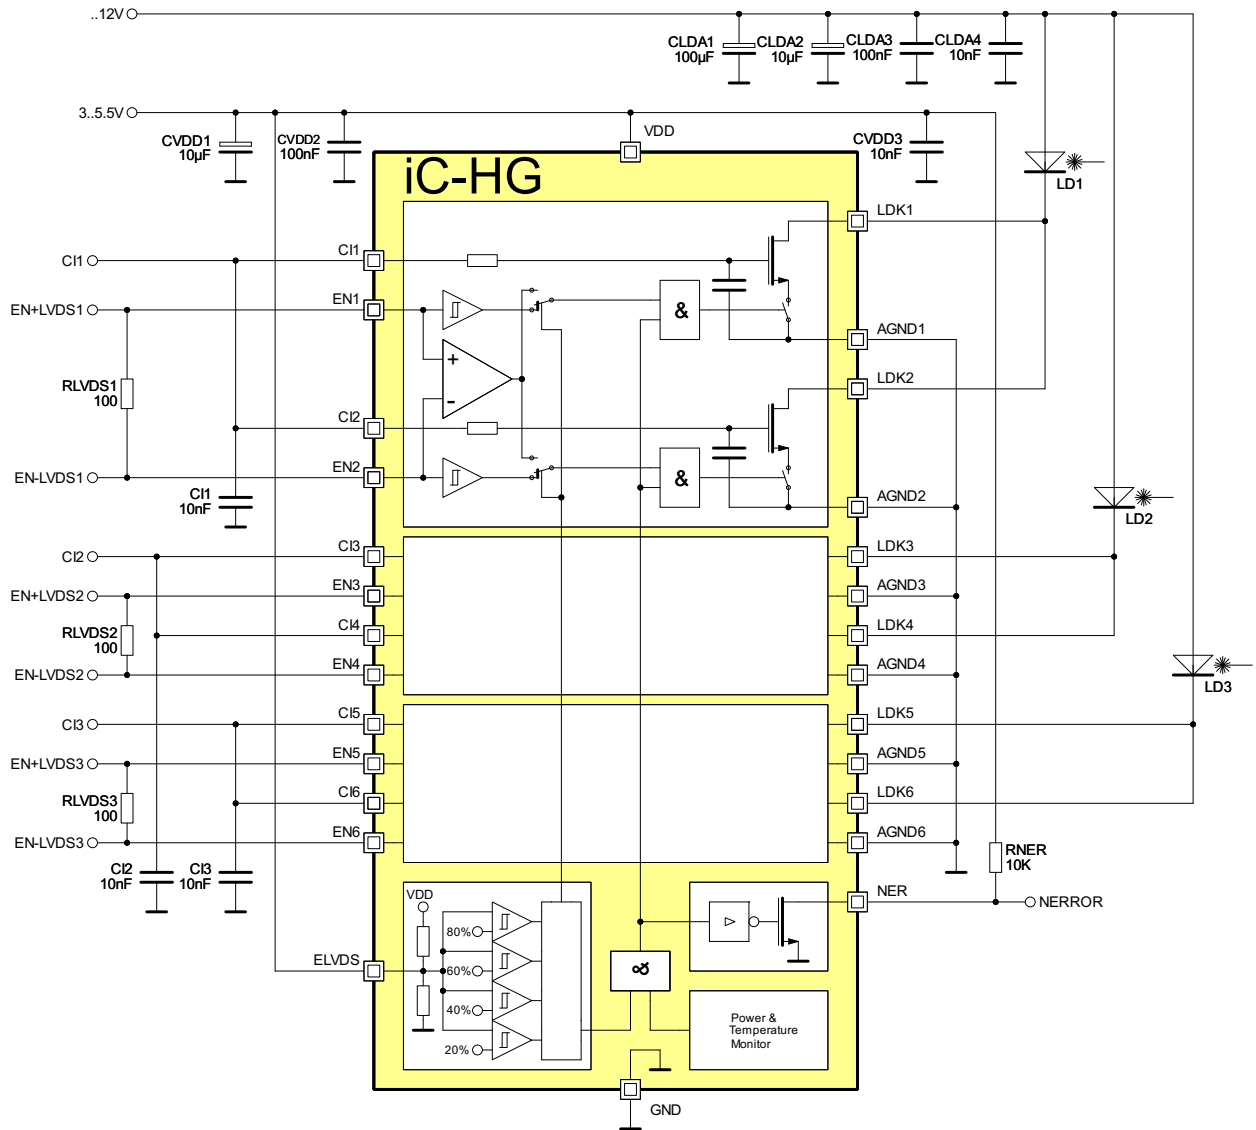 ..12V
CLDA1
100µF
CLDA2
10µF
CLDA3
100nF
CLDA4
10nF
3..5.5V
CVDD1
10µF
CVDD2
100nF
VDD
CVDD3
10nF
iC-HG
LD1
LDK1
CI1
CI1
EN+LVDS1
EN1
&
AGND1
RLVDS1
100
+
-
LDK2
CI2
EN-LVDS1
EN2
&
CI1
10nF
AGND2
LD2
CI2
CI3
LDK3
EN+LVDS2
EN3
AGND3
RLVDS2
100
CI4
LDK4
EN-LVDS2
EN4
AGND4
LD3
CI3
CI5
LDK5
EN+LVDS3
EN5
AGND5
RLVDS3
100
CI6
LDK6
EN-LVDS3
EN6
AGND6
CI2
10nF
CI3
10nF
RNER
10K
VDD
NER
NERROR
80%
ELVDS
60%
&
40%
20%
Power &
Temperature
Monitor
GND